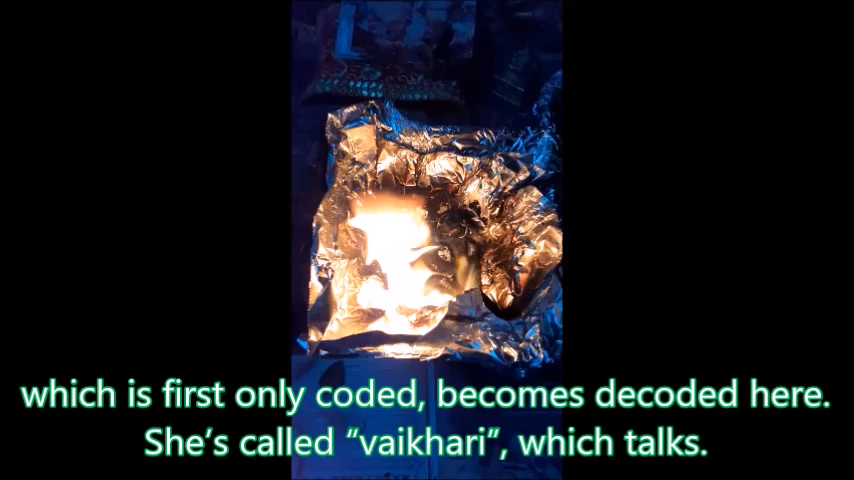 which is first only coded, becomes decoded here.
She’s called “vaikhari”, which talks.